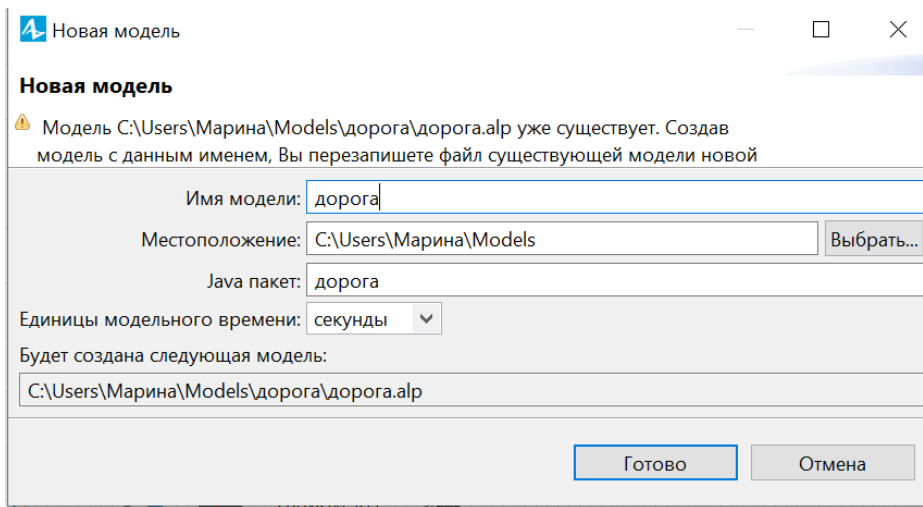 Новая модель
Новая модель
Модель C:\Users\Марина\Models\дорога\дорога.alp уже существует. Создав
модель с данным именем, Вы перезапишете файл существующей модели новой
Имя модели: дорога
Местоположение: C:\Users\Марина\Models Выбрать...
Java пакет: дорога
Единицы модельного времени: секунды
Будет создана следующая модель:
C:\Users\Марина\Models\дорога\дорога.alp
Готово Отмена